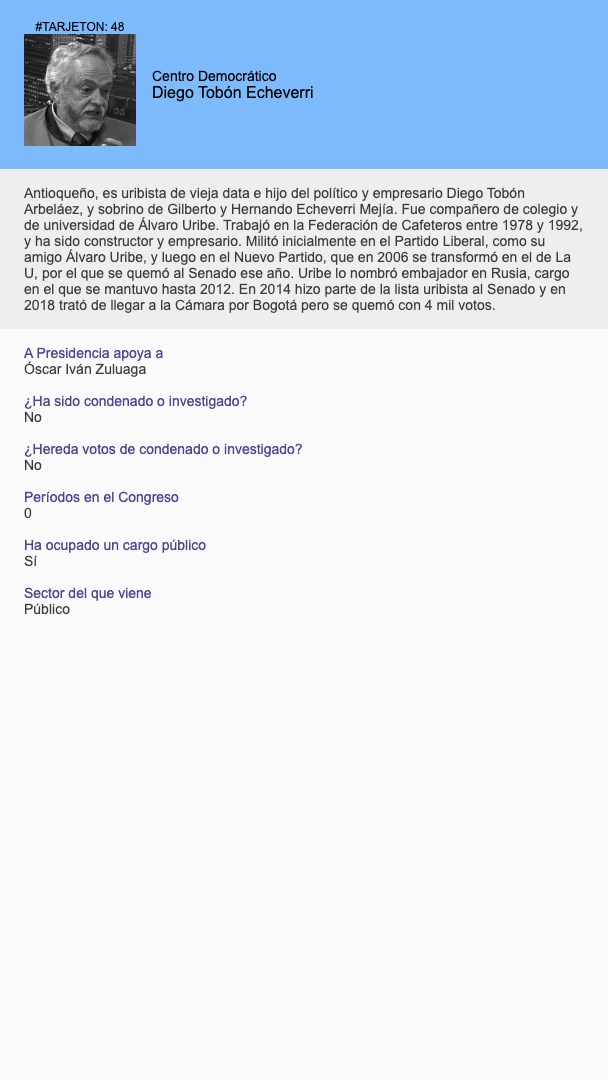 #TARJETON: 48
Centro Democrático
Diego Tobón Echeverri
Antioqueño, es uribista de vieja data e hijo del político y empresario Diego Tobón
Arbeláez, y sobrino de Gilberto y Hernando Echeverri Mejía. Fue compañero de colegio y
de universidad de Álvaro Uribe. Trabajó en la Federación de Cafeteros entre 1978 y 1992,
y ha sido constructor y empresario. Militó inicialmente en el Partido Liberal, como su
amigo Álvaro Uribe, y luego en el Nuevo Partido, que en 2006 se transformó en el de La
U, por el que se quemó al Senado ese año. Uribe lo nombró embajador en Rusia, cargo
en el que se mantuvo hasta 2012. En 2014 hizo parte de la lista uribista al Senado y en
2018 trató de llegar a la Cámara por Bogotá pero se quemó con 4 mil votos.
A Presidencia apoya a
Óscar Iván Zuluaga
¿Ha sido condenado o investigado?
No
¿Hereda votos de condenado o investigado?
No
Períodos en el Congreso
0
Ha ocupado un cargo público
Sí
Sector del que viene
Público